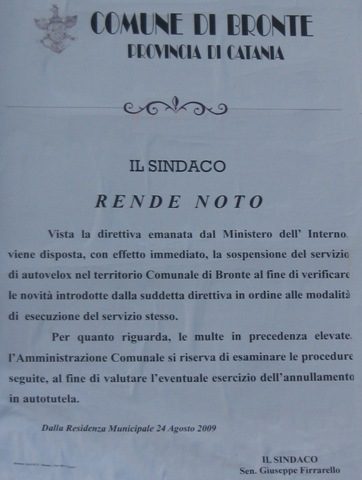 COMUNE DI BRONTE
PROVINCIA DI CATANIA
IL SINDACO
RENDE NOTO
Vista la direttiva emanata dal Ministero dell' Interno,
viene disposta, con effetto immediato, la sospensione del servizio
di autovelox nel territorio Comunale di Bronte al fine di verificare
le novità introdotte dalla suddetta direttiva in ordine alle modalità
di esecuzione del servizio stesso.
Per quanto riguarda, le multe in precedenza elevate,
l'Amministrazione Comunale si riserva di esaminare le procedure
seguite, al fine di valutare l'eventuale esercizio dell'annullamento
in autotutela.
Dalla Residenza Municipale 24 Agosto 2009
IL SINDACO
Sen. Giuseppe Firrarello